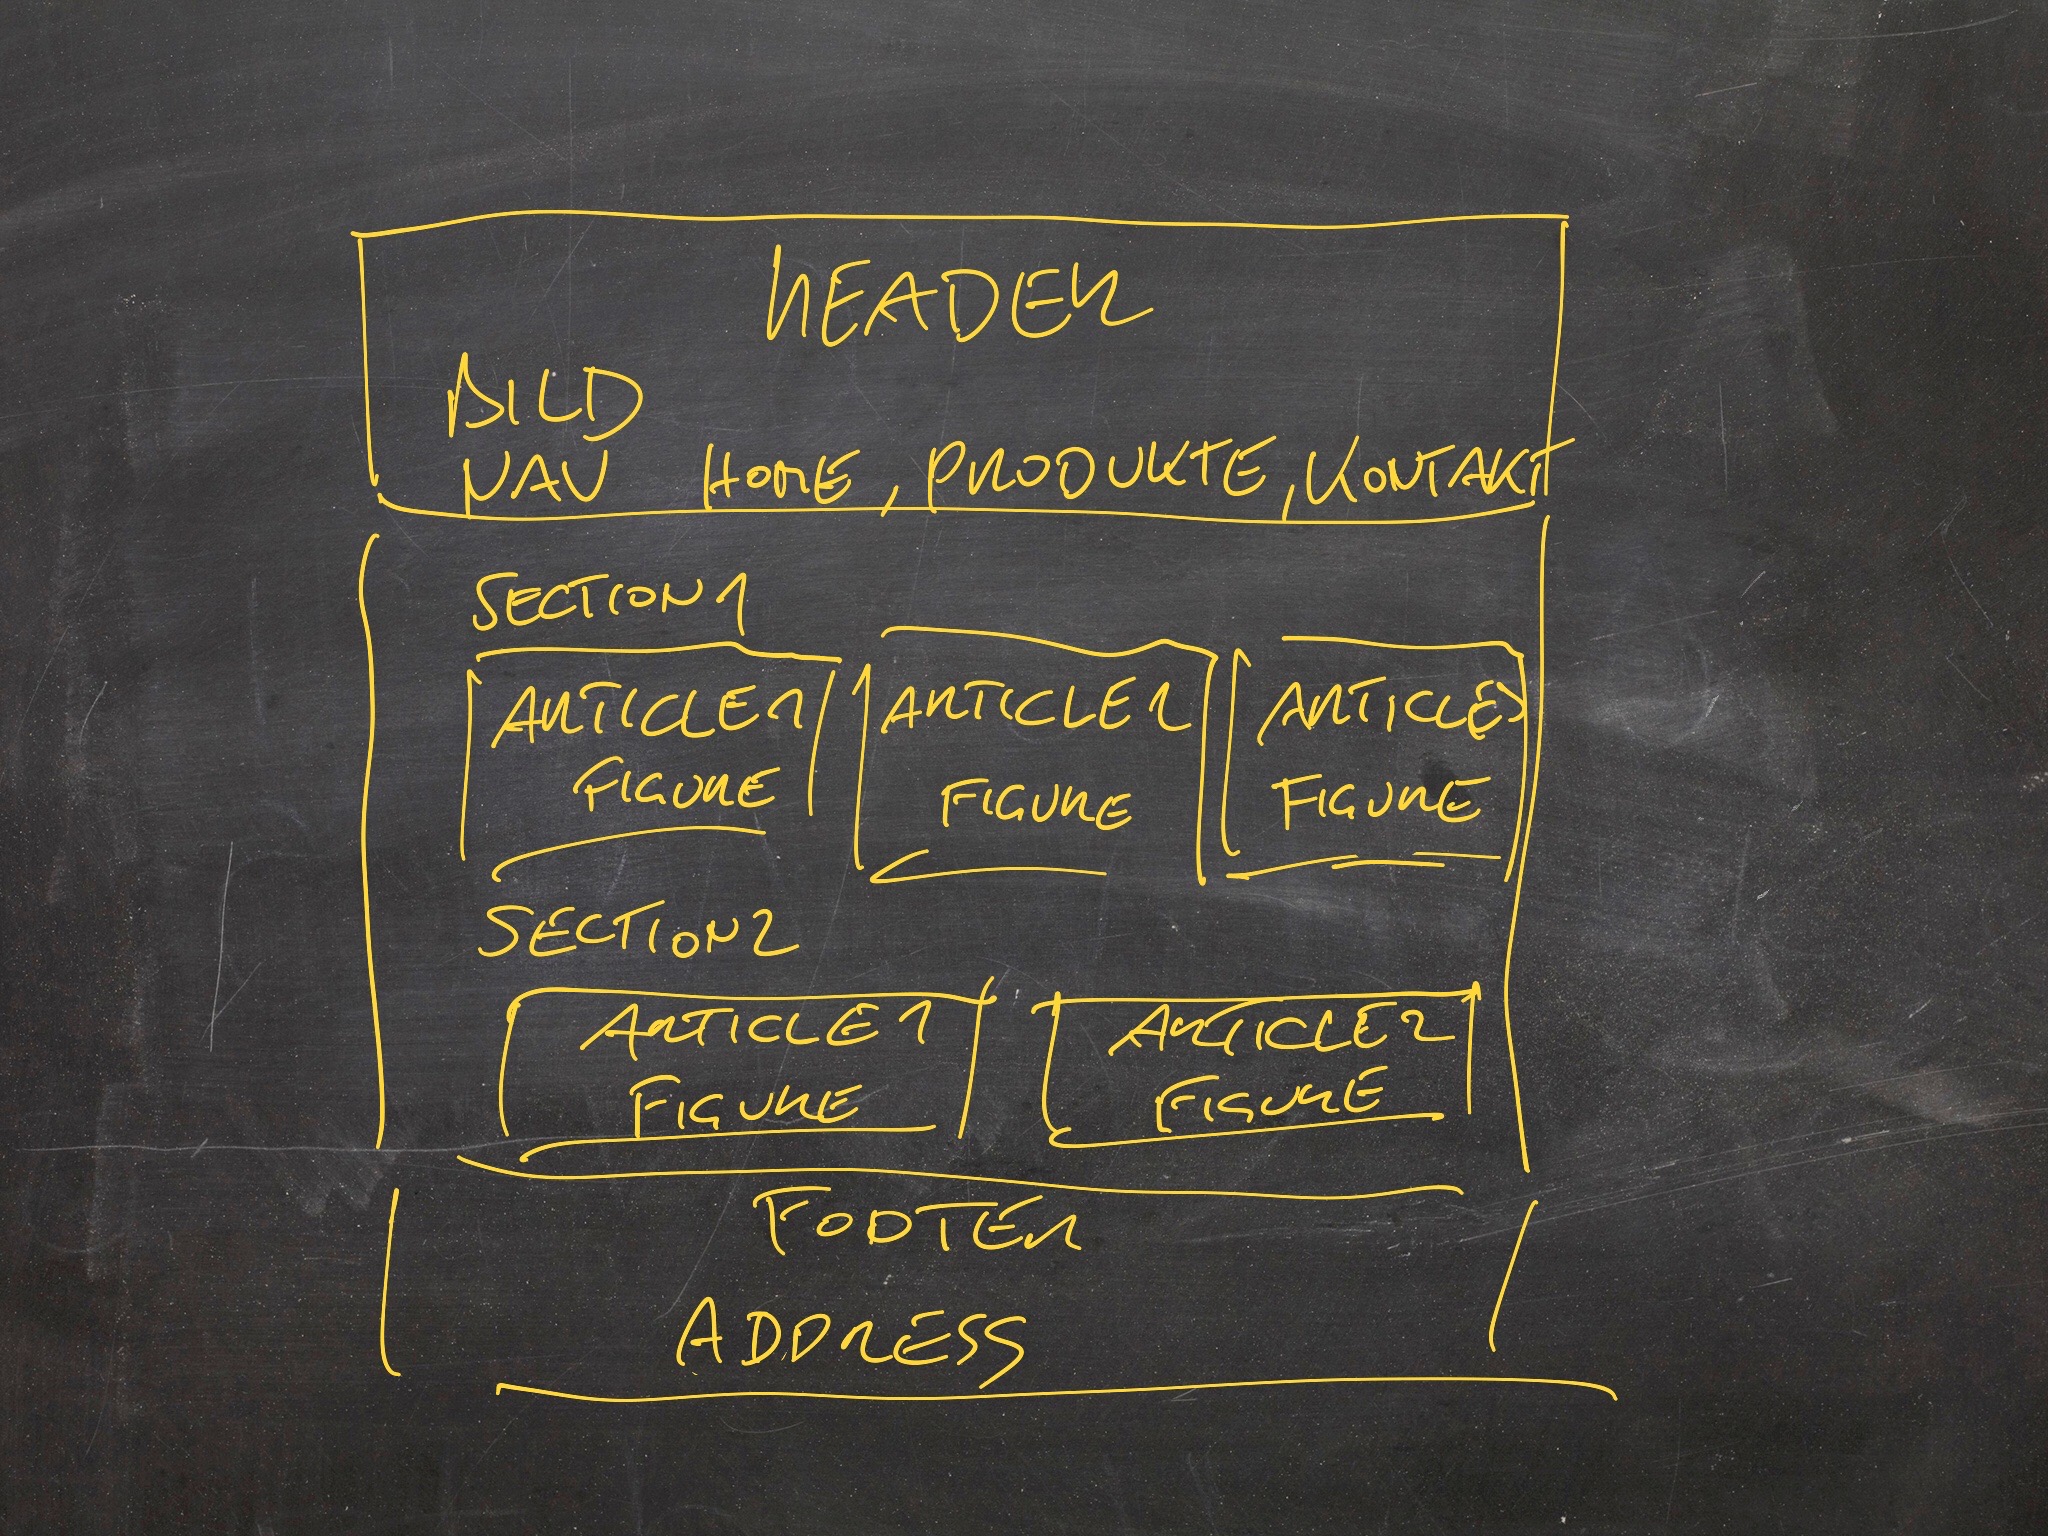 HEADER
BILD
NAV HOME, PRODUKTE, KONTAKT
SECTION 1
ARTICLE 1 ARTICLE 2 ARTICLE 3
FIGURE FIGURE FIGURE
SECTION 2
ARTICLE 1 ARTICLE 2
FIGURE FIGURE
FOOTER
ADDRESS